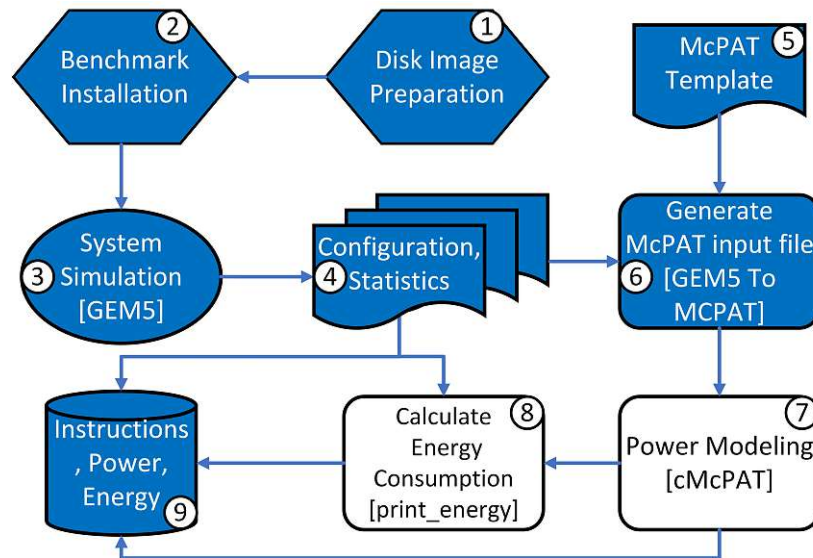 1
Disk Image
Preparation
2
Benchmark
Installation
3
System
Simulation
[GEM5]
4
Configuration,
Statistics
5
McPAT
Template
6
Generate
McPAT input file
[GEM5 To
MCPAT]
7
Power Modeling
[cMcPAT]
8
Calculate
Energy
Consumption
[print_energy]
9
Instructions
, Power,
Energy